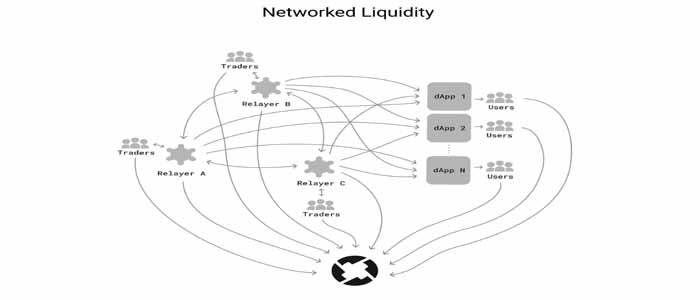 Networked Liquidity
Traders
Relayer B
dApp 1
Users
dApp 2
Users
Traders
Relayer A
dApp N
Users
Relayer C
Traders